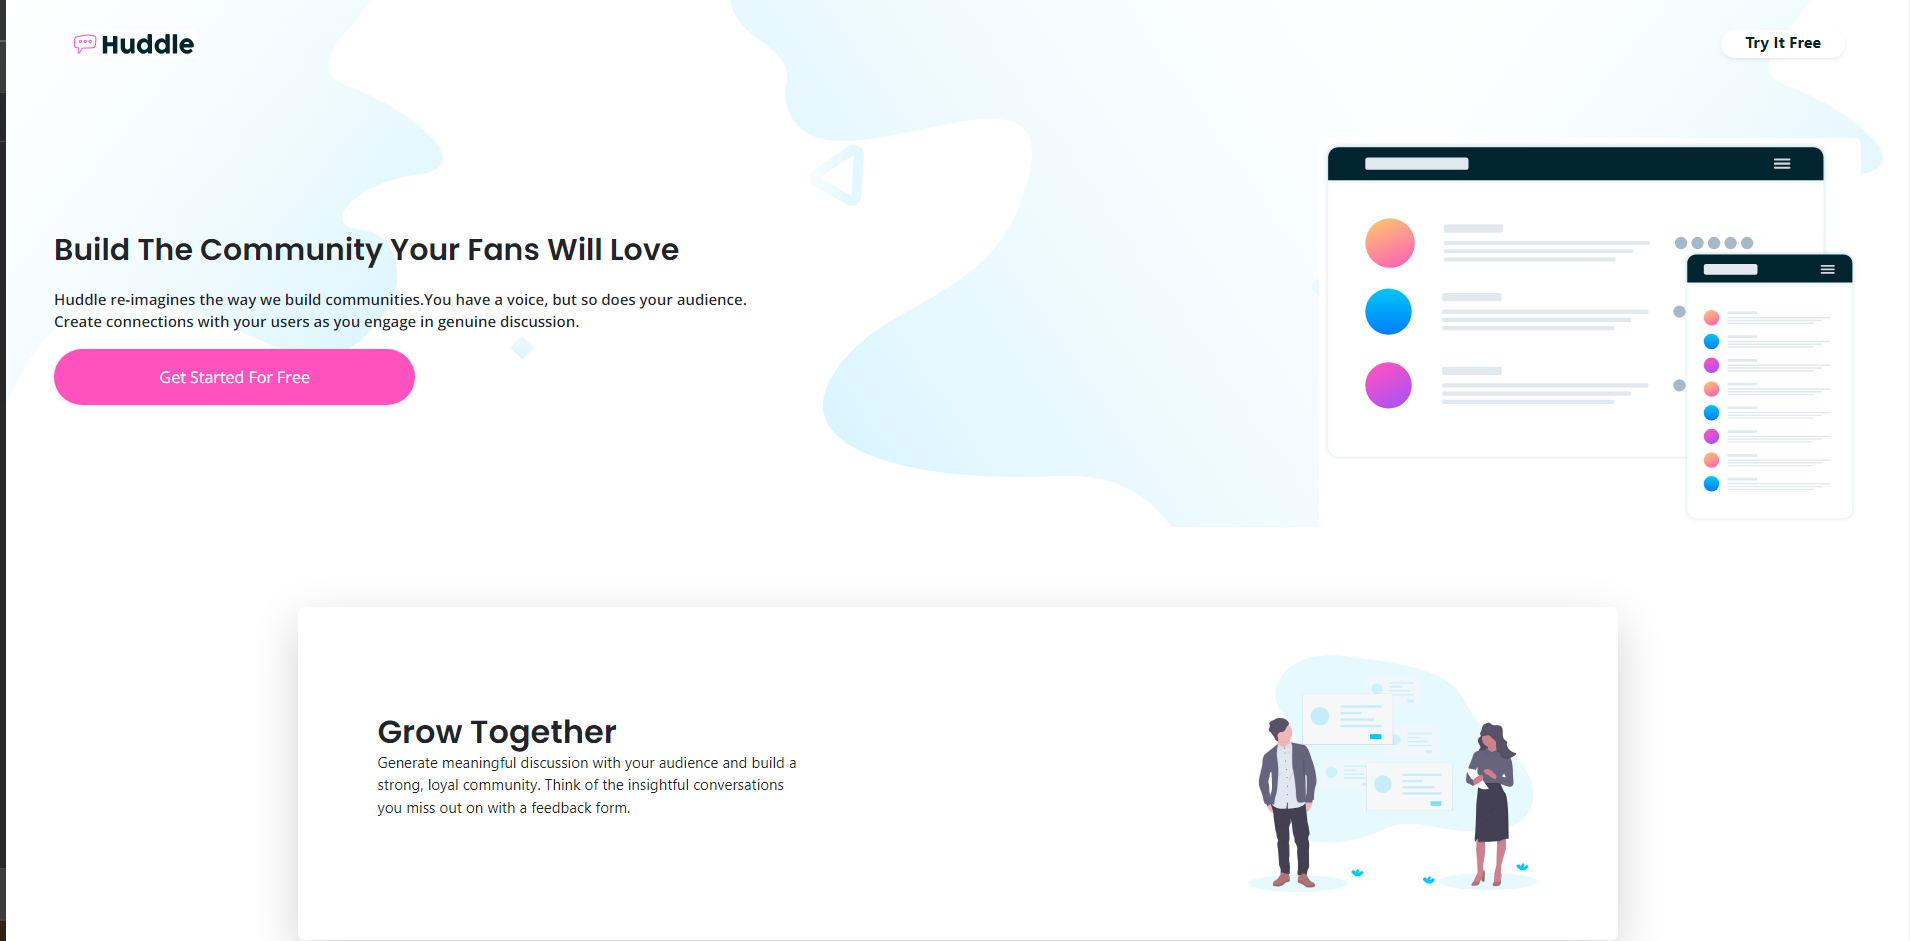 Huddle
Try It Free
Build The Community Your Fans Will Love
Huddle re-imagines the way we build communities.You have a voice, but so does your audience.
Create connections with your users as you engage in genuine discussion.
Get Started For Free
Grow Together
Generate meaningful discussion with your audience and build a
strong, loyal community. Think of the insightful conversations
you miss out on with a feedback form.